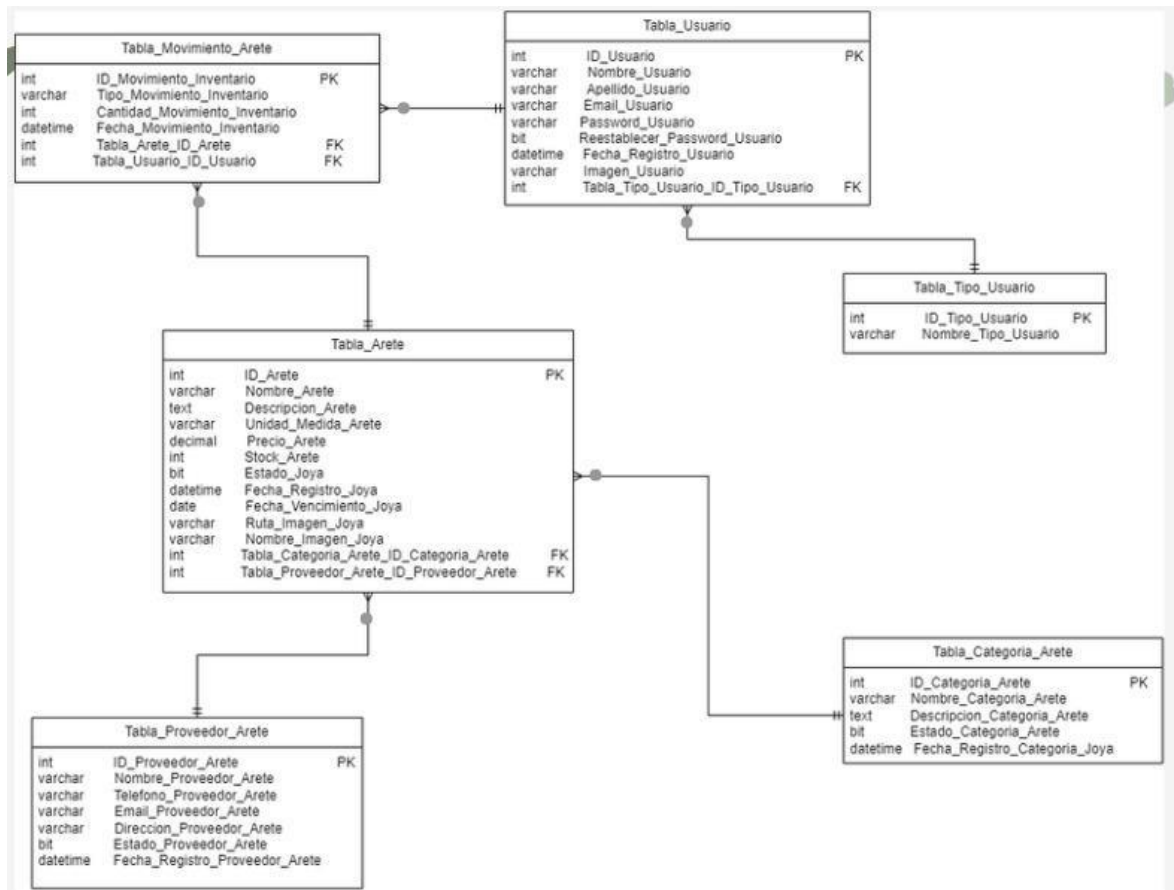 Tabla_Movimiento_Arete
int ID_Movimiento_Inventario PK
varchar Tipo_Movimiento_Inventario
int Cantidad_Movimiento_Inventario
datetime Fecha_Movimiento_Inventario
int Tabla_Arete_ID_Arete FK
int Tabla_Usuario_ID_Usuario FK
Tabla_Usuario
int ID_Usuario PK
varchar Nombre_Usuario
varchar Apellido_Usuario
varchar Email_Usuario
varchar Password_Usuario
bit Reestablecer_Password_Usuario
datetime Fecha_Registro_Usuario
varchar Imagen_Usuario
int Tabla_Tipo_Usuario_ID_Tipo_Usuario FK
Tabla_Tipo_Usuario
int ID_Tipo_Usuario PK
varchar Nombre_Tipo_Usuario
Tabla_Arete
int ID_Arete PK
varchar Nombre_Arete
text Descripcion_Arete
varchar Unidad_Medida_Arete
decimal Precio_Arete
int Stock_Arete
bit Estado_Joya
datetime Fecha_Registro_Joya
date Fecha_Vencimiento_Joya
varchar Ruta_Imagen_Joya
varchar Nombre_Imagen_Joya
int Tabla_Categoria_Arete_ID_Categoria_Arete FK
int Tabla_Proveedor_Arete_ID_Proveedor_Arete FK
Tabla_Categoria_Arete
int ID_Categoria_Arete PK
varchar Nombre_Categoria_Arete
text Descripcion_Categoria_Arete
bit Estado_Categoria_Arete
datetime Fecha_Registro_Categoria_Joya
Tabla_Proveedor_Arete
int ID_Proveedor_Arete PK
varchar Nombre_Proveedor_Arete
varchar Telefono_Proveedor_Arete
varchar Email_Proveedor_Arete
varchar Direccion_Proveedor_Arete
bit Estado_Proveedor_Arete
datetime Fecha_Registro_Proveedor_Arete